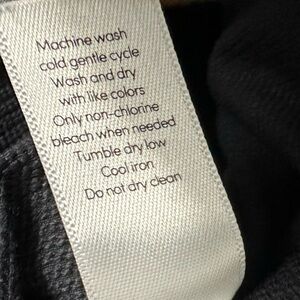 Machine wash
cold gentle cycle
Wash and dry
with like colors
Only non-chlorine
bleach when needed
Tumble dry low
Cool iron
Do not dry clean